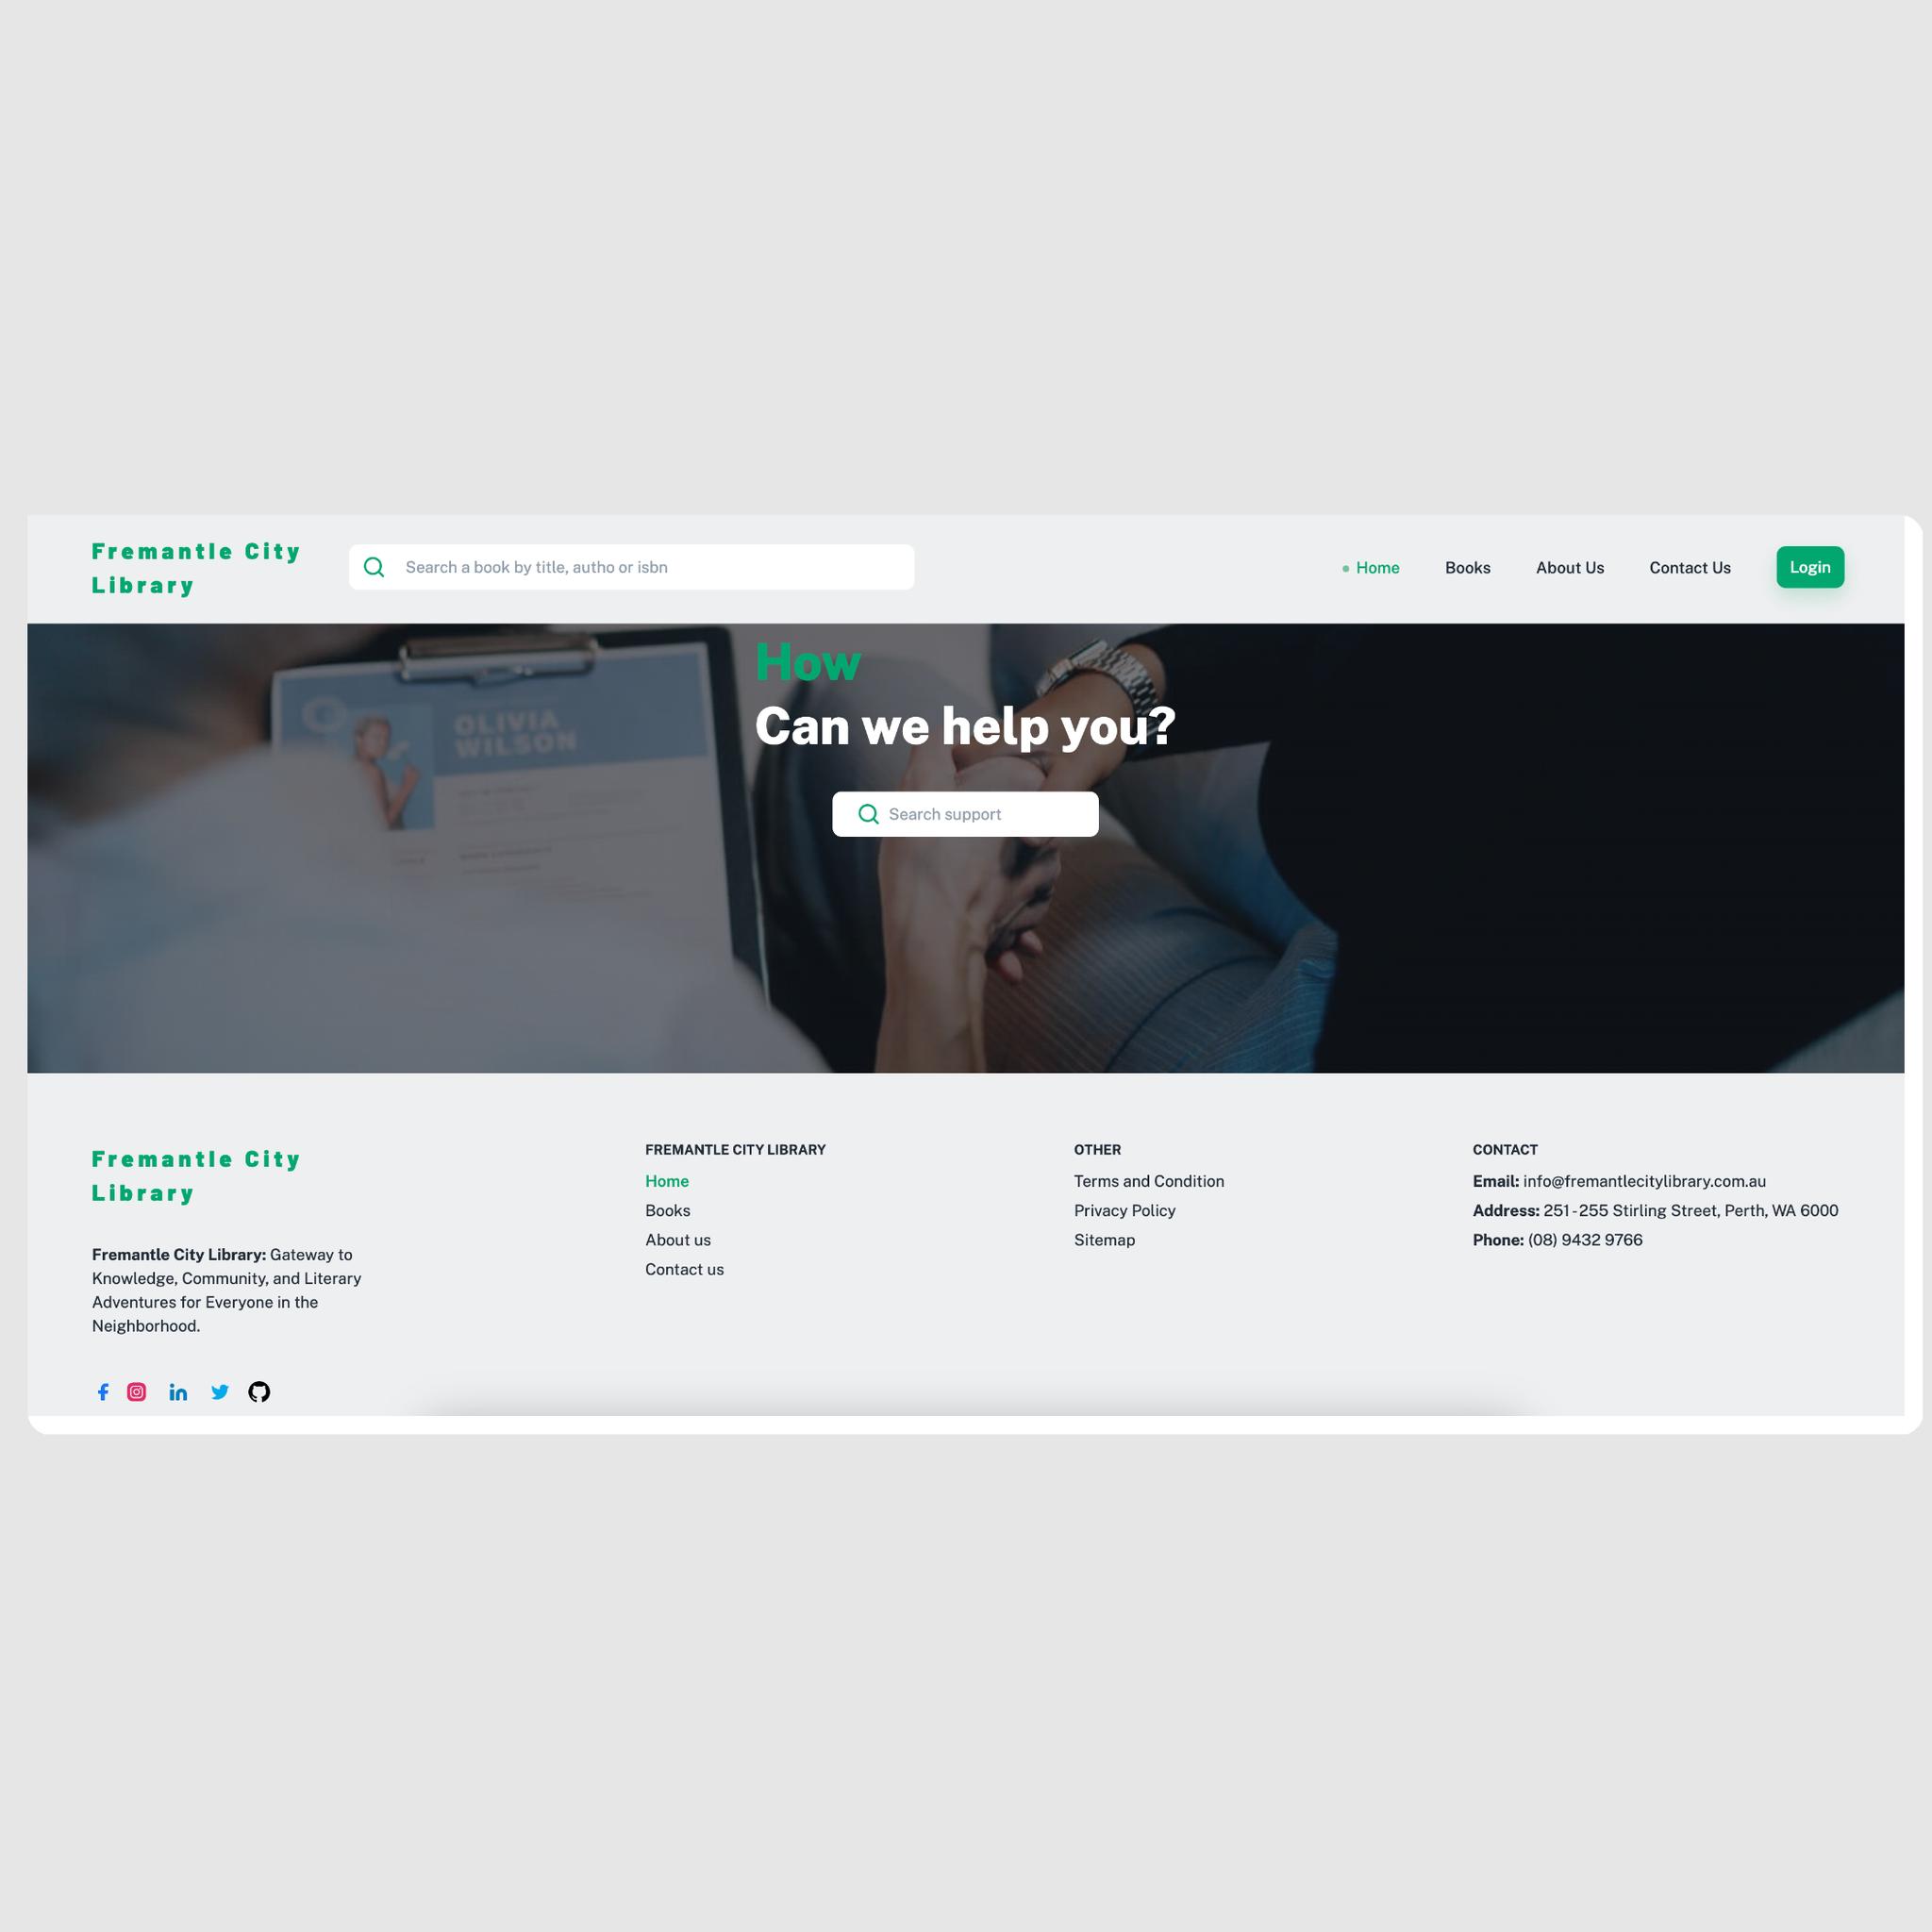 Fremantle City
Library
Search a book by title, autho or isbn
Home
Books
About Us
Contact Us
Login
How
Can we help you?
OLIVIA
WILSON
Search support
Fremantle City
Library
Fremantle City Library: Gateway to
Knowledge, Community, and Literary
Adventures for Everyone in the
Neighborhood.
FREMANTLE CITY LIBRARY
Home
Books
About us
Contact us
OTHER
Terms and Condition
Privacy Policy
Sitemap
CONTACT
Email: info@fremantlecitylibrary.com.au
Address: 251-255 Stirling Street, Perth, WA 6000
Phone: (08) 9432 9766